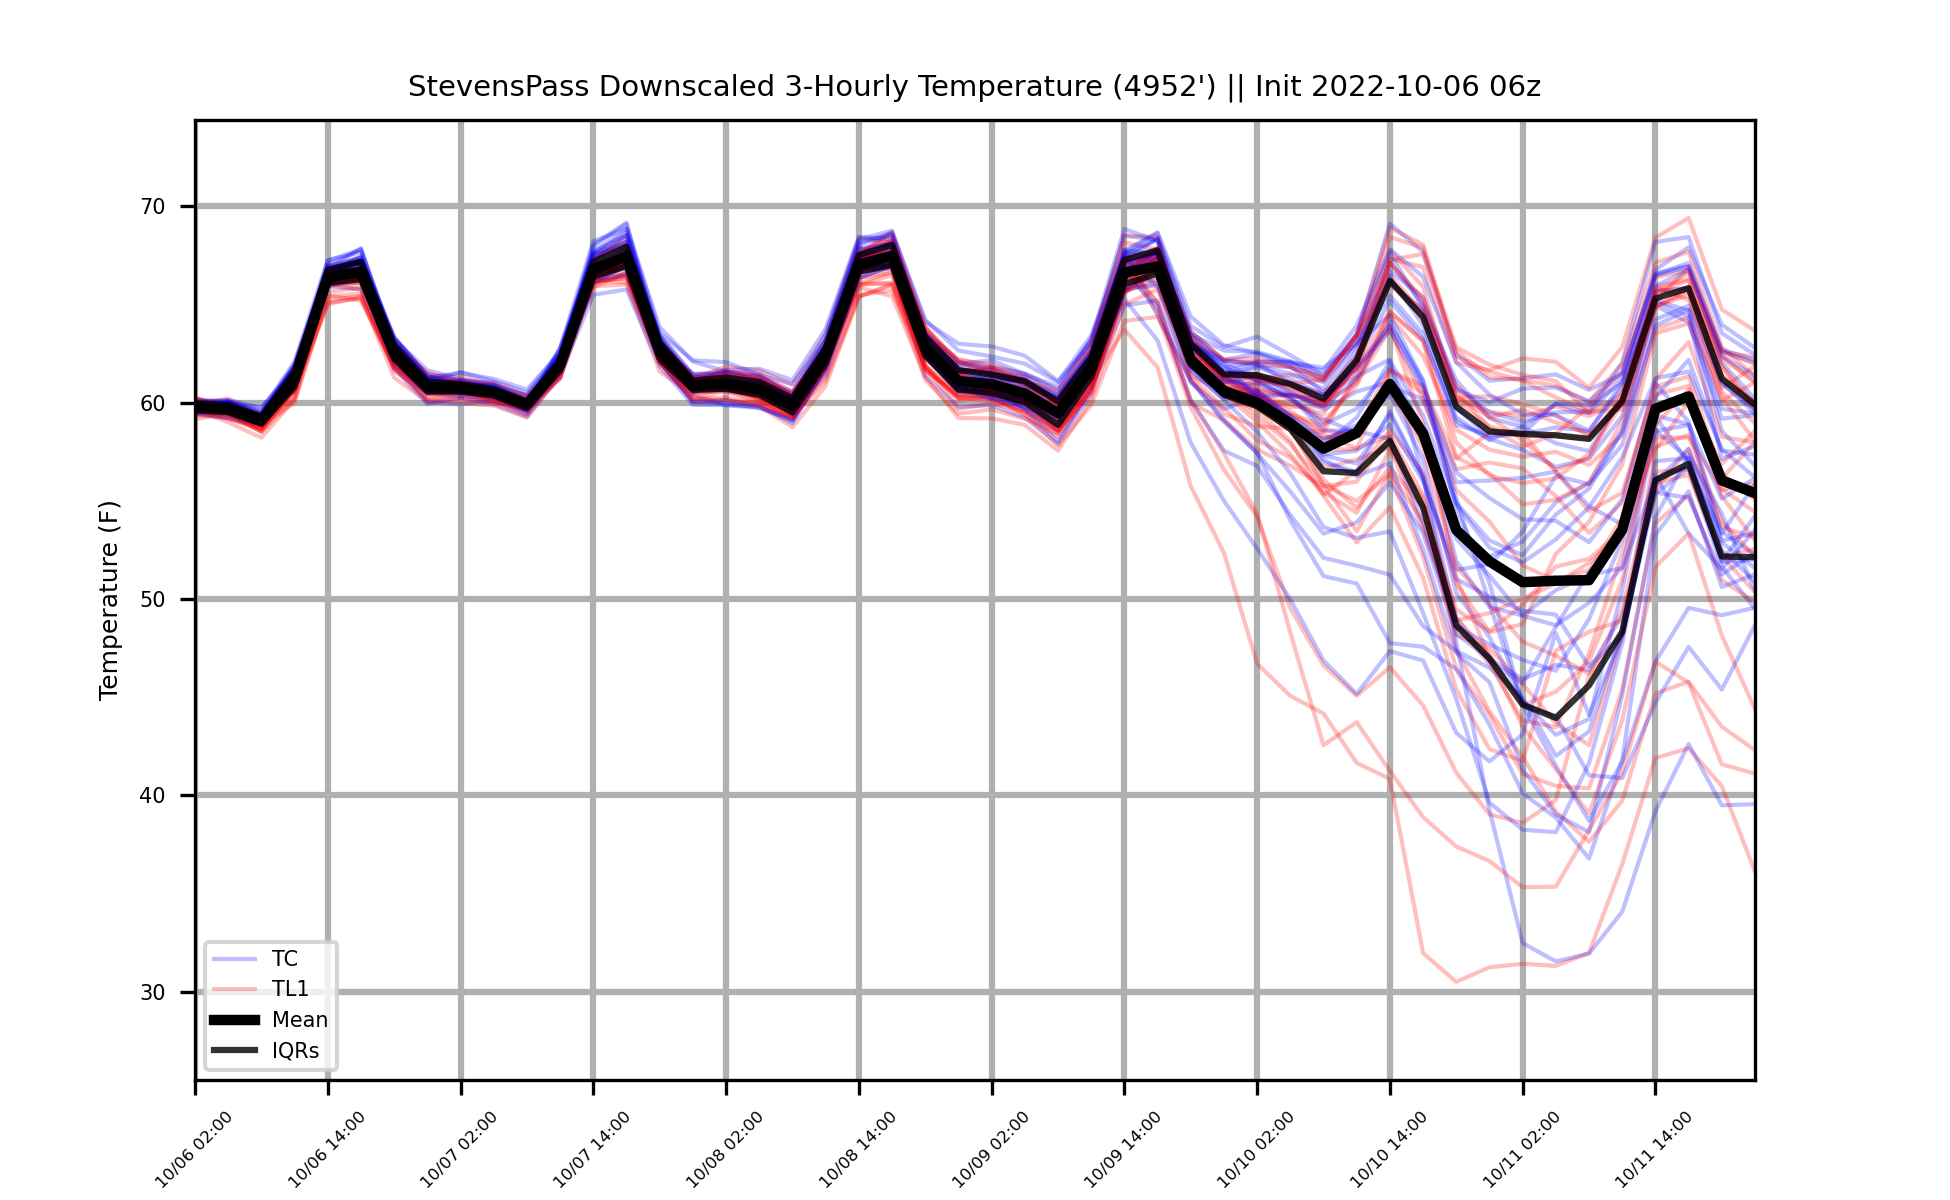 StevensPass Downscaled 3-Hourly Temperature (4952') || Init 2022-10-06 06z
Temperature (F)
70
60
50
40
30
TC
TL1
Mean
IQRs
10/06 02:00
10/06 14:00
10/07 02:00
10/07 14:00
10/08 02:00
10/08 14:00
10/09 02:00
10/09 14:00
10/10 02:00
10/10 14:00
10/11 02:00
10/11 14:00